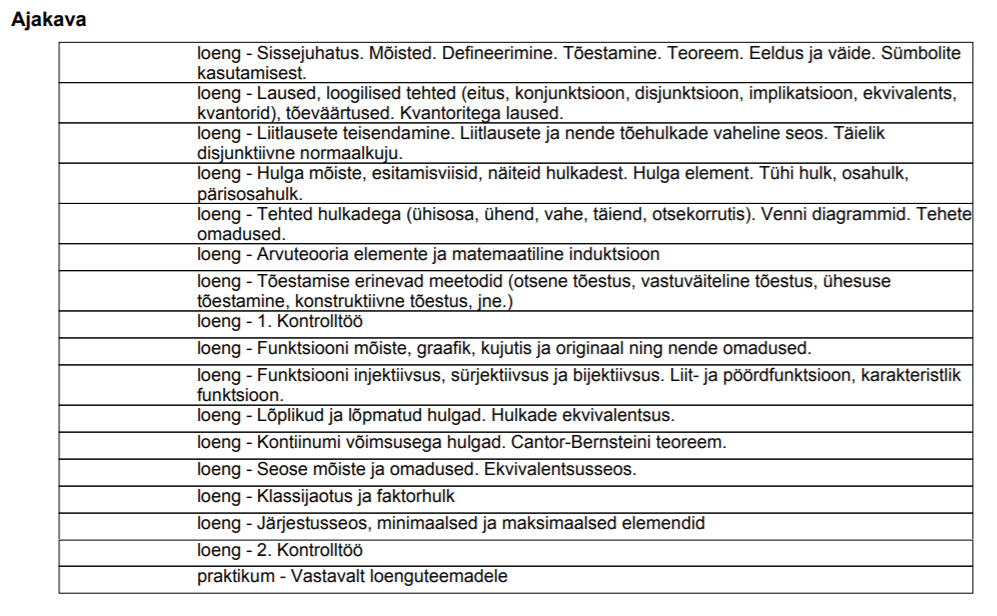 Ajakava
loeng - Sissejuhatus. Mõisted. Defineerimine. Tõestamine. Teoreem. Eeldus ja väide. Sümbolite
kasutamisest.
loeng - Laused, loogilised tehted (eitus, konjunktsioon, disjunktsioon, implikatsioon, ekvivalents,
kvantorid), tõeväärtused. Kvantoritega laused.
loeng - Liitlausete teisendamine. Liitlausete ja nende tõehulkade vaheline seos. Täielik
disjunktiivne normaalkuju.
loeng - Hulga mõiste, esitamisviisid, näiteid hulkadest. Hulga element. Tühi hulk, osahulk,
pärisosahulk.
loeng - Tehted hulkadega (ühisosa, ühend, vahe, täiend, otsekorrutis). Venni diagrammid. Tehete
omadused.
loeng - Arvuteooria elemente ja matemaatiline induktsioon
loeng - Tõestamise erinevad meetodid (otsene tõestus, vastuväiteline tõestus, ühesuse
tõestamine, konstruktiivne tõestus, jne.)
loeng - 1. Kontrolltöö
loeng - Funktsiooni mõiste, graafik, kujutis ja originaal ning nende omadused.
loeng - Funktsiooni injektiivsus, sürjektiivsus ja bijektiivsus. Liit- ja pöördfunktsioon, karakteristlik
funktsioon.
loeng - Lõplikud ja lõpmatud hulgad. Hulkade ekvivalentsus.
loeng - Kontiinumi võimsusega hulgad. Cantor-Bernsteini teoreem.
loeng - Seose mõiste ja omadused. Ekvivalentsusseos.
loeng - Klassijaotus ja faktorhulk
loeng - Järjestusseos, minimaalsed ja maksimaalsed elemendid
loeng - 2. Kontrolltöö
praktikum - Vastavalt loenguteemadele